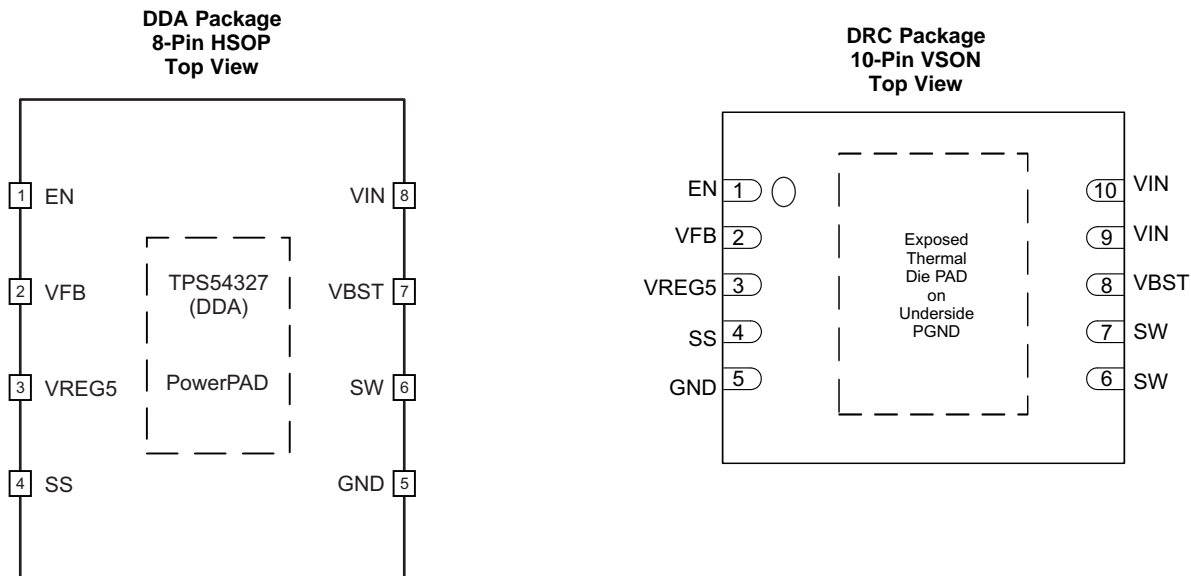 DDA Package
8-Pin HSOP
Top View
1 EN
VIN 8
2 VFB
TPS54327
(DDA)
VBST 7
3 VREG5
PowerPAD
SW 6
4 SS
GND 5
DRC Package
10-Pin VSON
Top View
EN 1
10 VIN
VFB 2
9 VIN
VREG5 3
8 VBST
SS 4
7 SW
GND 5
6 SW
Exposed
Thermal
Die PAD
on
Underside
PGND